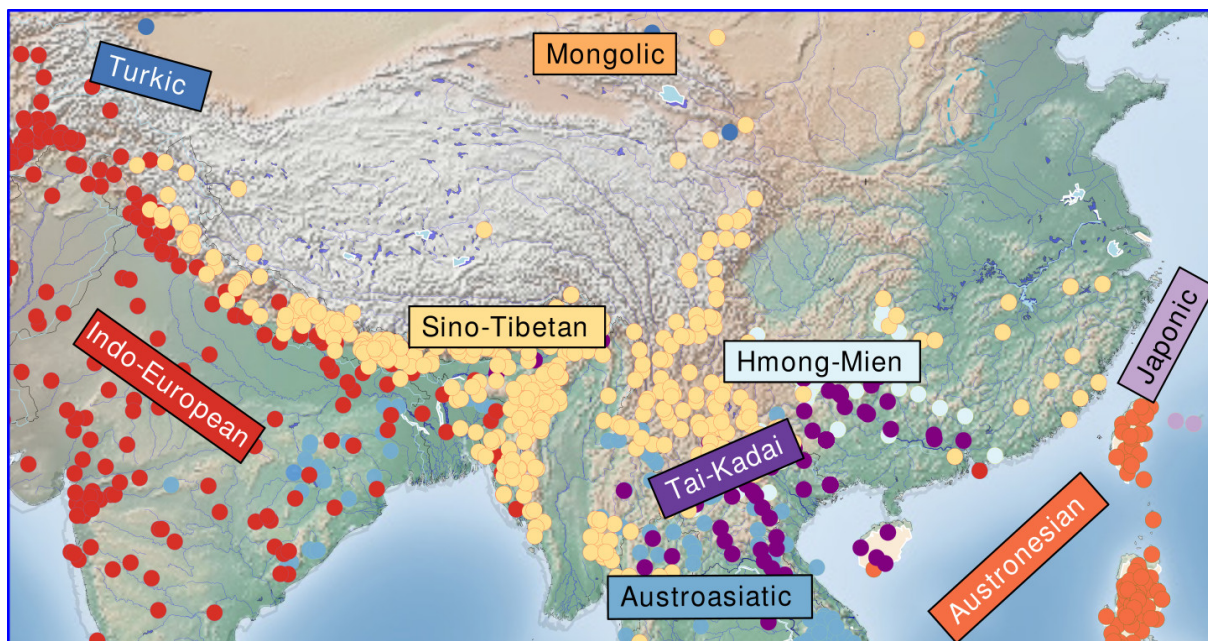 Turkic
Mongolic
Sino-Tibetan
Indo-European
Hmong-Mien
Japonic
Tai-Kadai
Austroasiatic
Austronesian